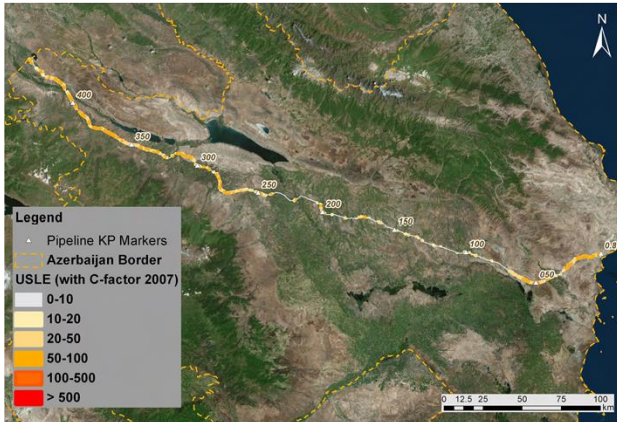 N
400
350
300
250
200
150
100
050
0.8
Legend
Pipeline KP Markers
Azerbaijan Border
USLE (with C-factor 2007)
0-10
10-20
20-50
50-100
100-500
> 500
0 12.5 25 50 75 100
km